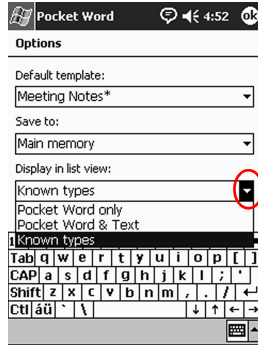 Pocket Word 4:52 ok
Options
Default template:
Meeting Notes*
Save to:
Main memory
Display in list view:
Known types
Pocket Word only
Pocket Word & Text
Known types
Tab q w e r t y u i o p [ ]
CAP a s d f g h j k l ; '
Shift z x c v b n m , . / ↵
Ctl áü ` \ ↓ ↑ ← →